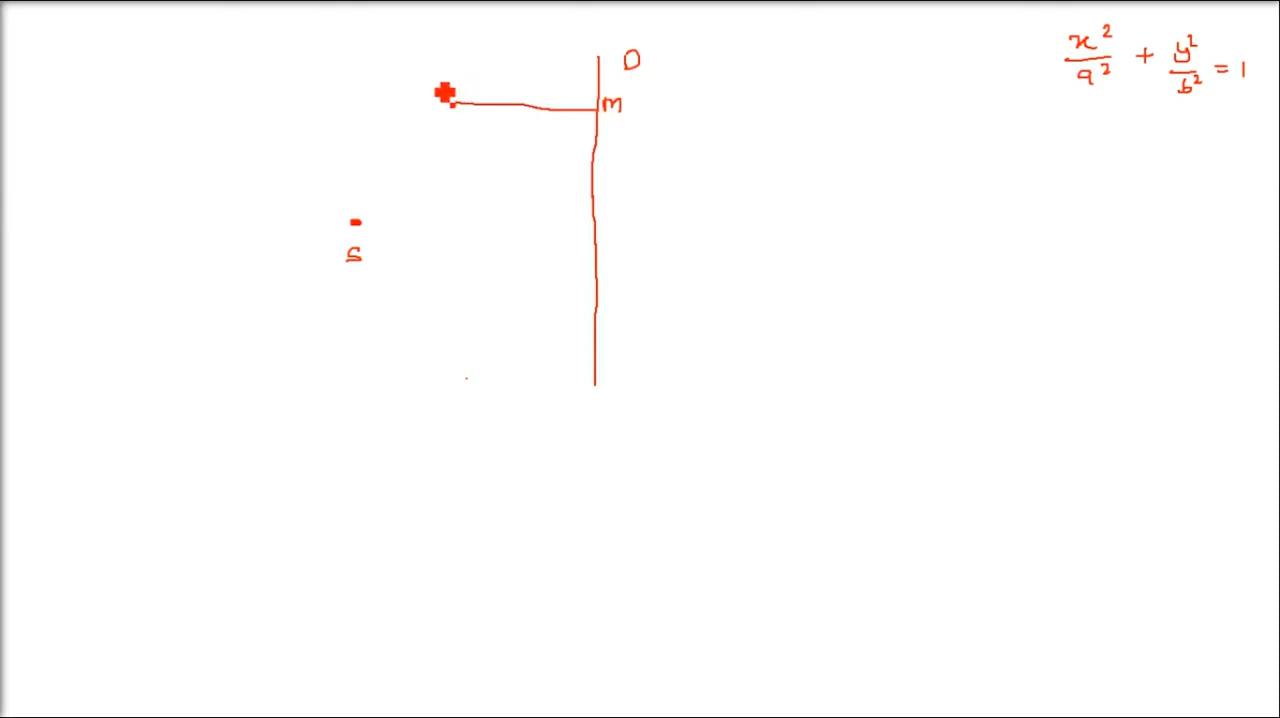 D
M
S
x²/a² + y²/b² = 1